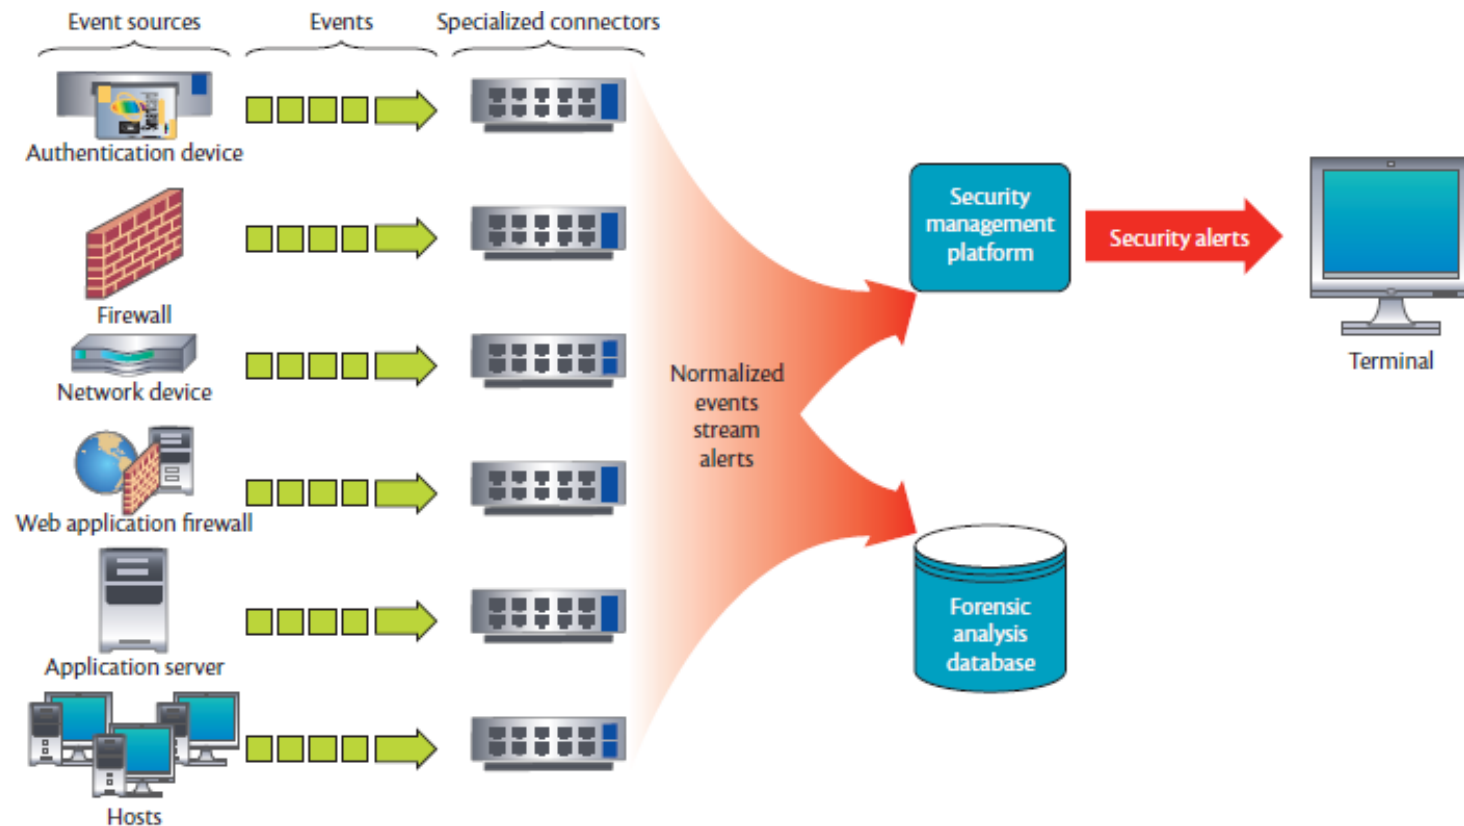 Event sources
Events
Specialized connectors
Authentication device
Firewall
Network device
Web application firewall
Application server
Hosts
Normalized
events
stream
alerts
Security
management
platform
Security alerts
Terminal
Forensic
analysis
database